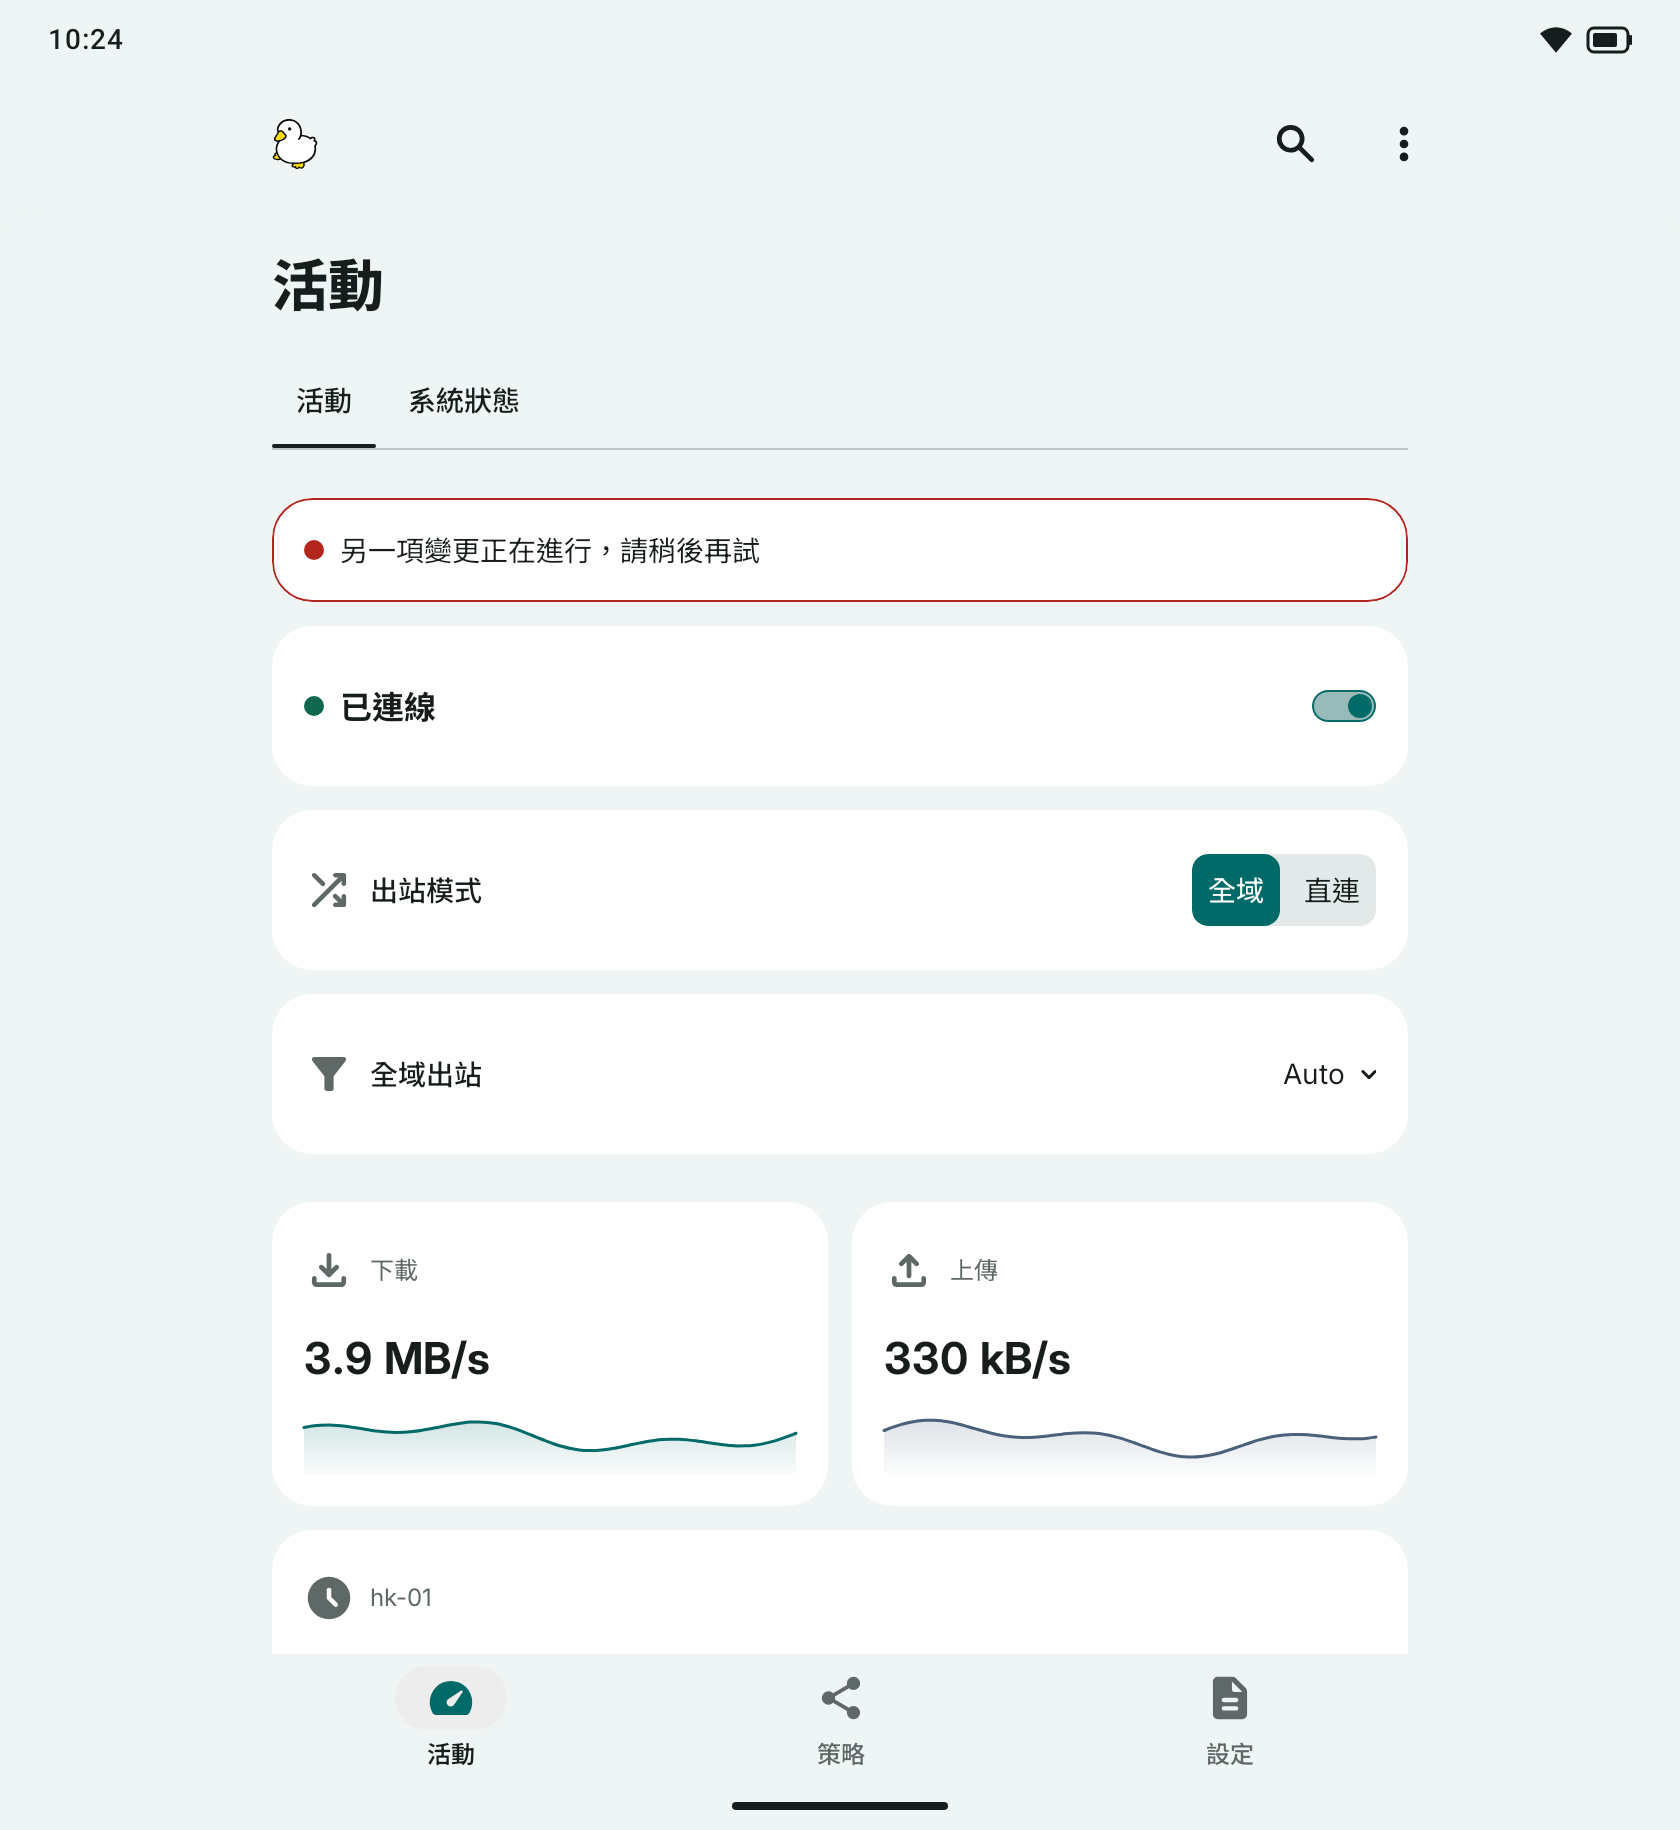 10:24
活動
活動
系統狀態
另一項變更正在進行，請稍後再試
已連線
出站模式
全域
直連
全域出站
Auto
下載
上傳
3.9 MB/s
330 kB/s
hk-01
活動
策略
設定